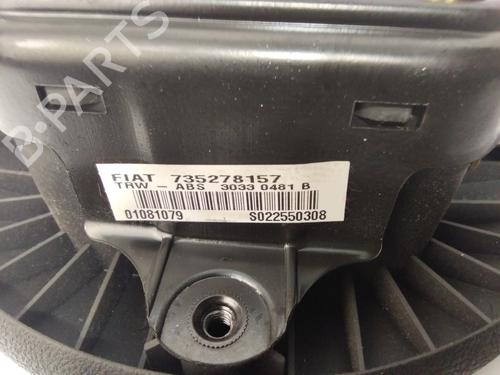 B-PARTS
FIAT 735278157
TRW - ABS 3033 0481 B
01081079 S022550308